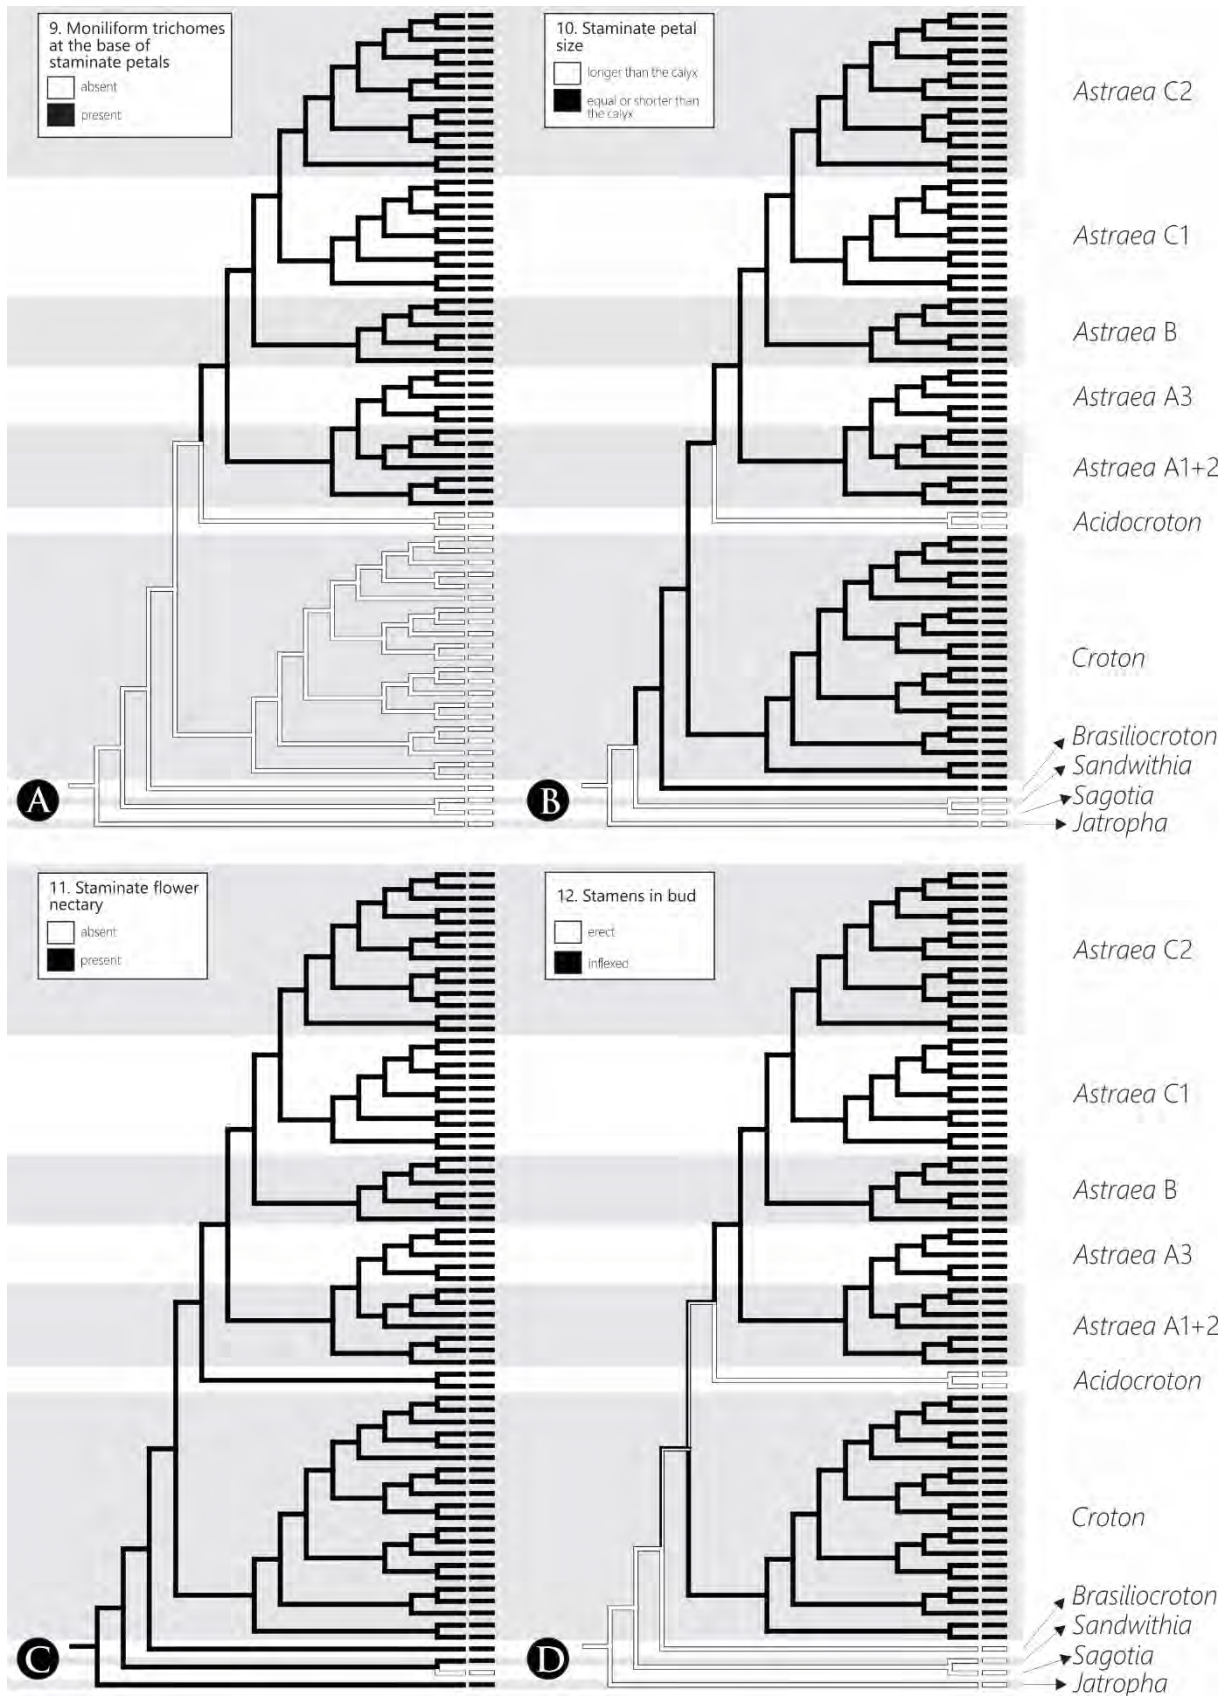 9. Moniliform trichomes
at the base of
staminate petals
absent
present
10. Staminate petal
size
longer than the calyx
equal or shorter than
the calyx
Astraea C2
Astraea C1
Astraea B
Astraea A3
Astraea A1+2
Acidocroton
Croton
Brasiliocroton
Sandwithia
Sagotia
Jatropha
A
B
11. Staminate flower
nectary
absent
present
12. Stamens in bud
erect
inflexed
Astraea C2
Astraea C1
Astraea B
Astraea A3
Astraea A1+2
Acidocroton
Croton
Brasiliocroton
Sandwithia
Sagotia
Jatropha
C
D